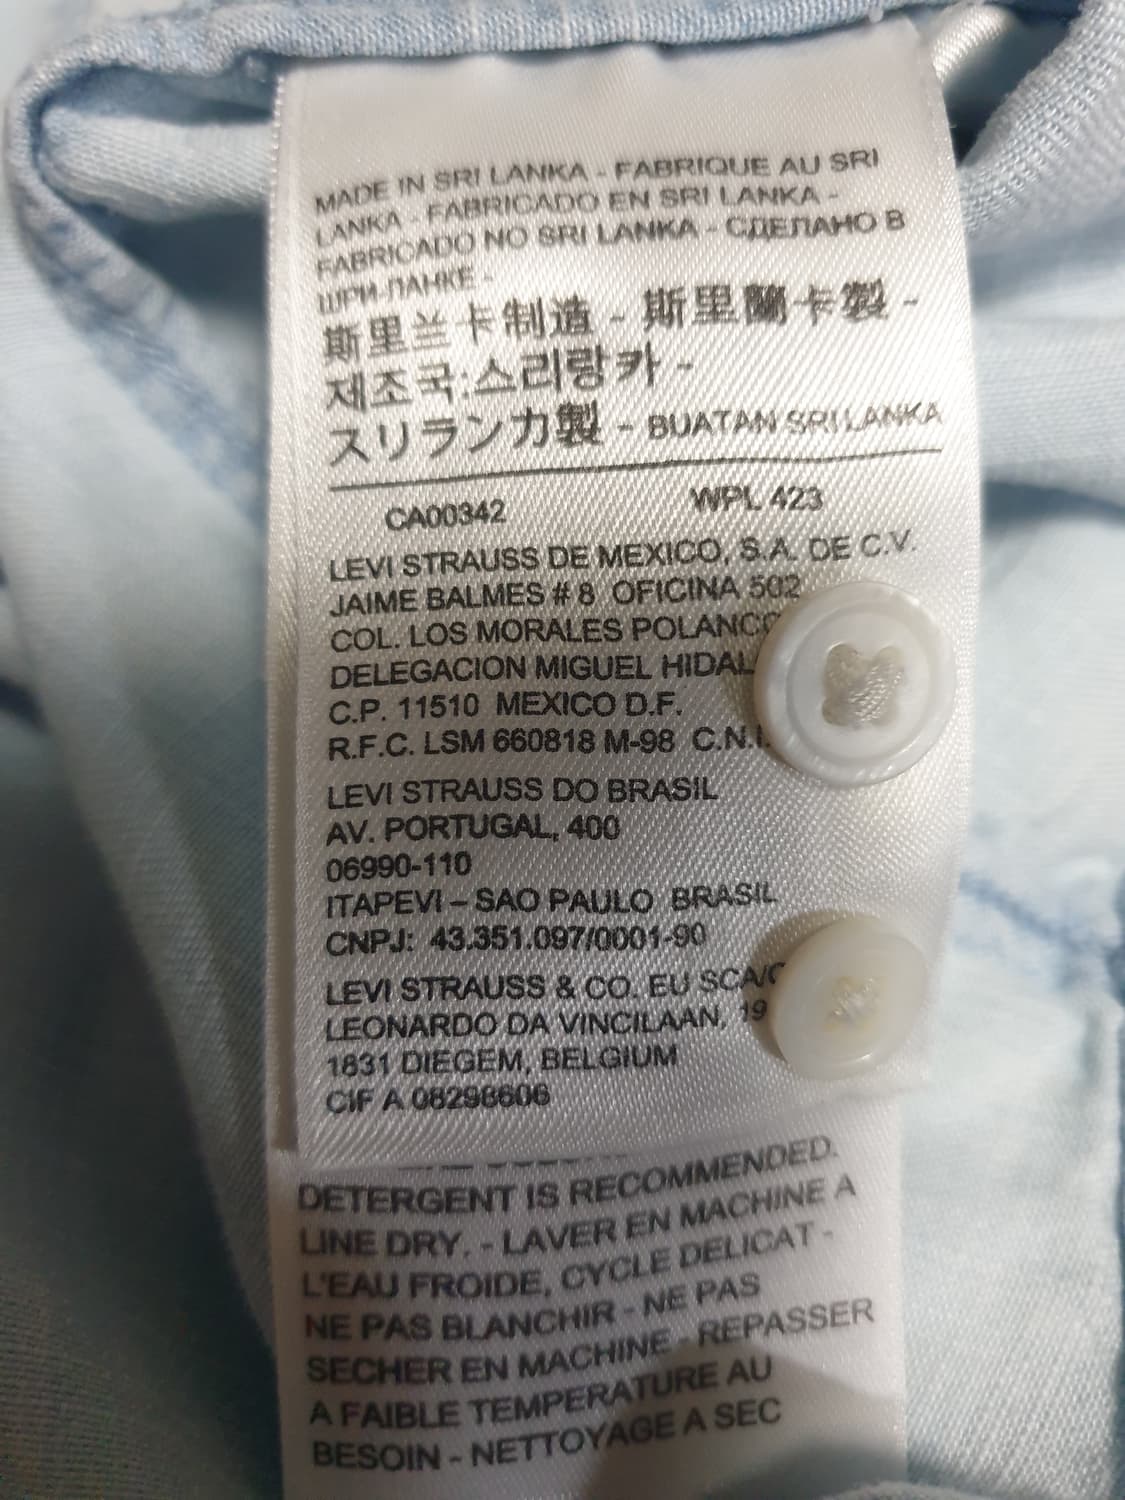 MADE IN SRI LANKA - FABRIQUE AU SRI
LANKA - FABRICADO EN SRI LANKA -
FABRICADO NO SRI LANKA - СДЕЛАНО В
ШРИ-ЛАНКЕ -
斯里兰卡制造 - 斯里蘭卡製 -
제조국:스리랑카 -
スリランカ製 - BUATAN SRI LANKA
CA00342 WPL 423
LEVI STRAUSS DE MEXICO, S.A. DE C.V.
JAIME BALMES # 8 OFICINA 502
COL. LOS MORALES POLANCO
DELEGACION MIGUEL HIDAL
C.P. 11510 MEXICO D.F.
R.F.C. LSM 660818 M-98 C.N.I.
LEVI STRAUSS DO BRASIL
AV. PORTUGAL, 400
06990-110
ITAPEVI – SAO PAULO BRASIL
CNPJ: 43.351.097/0001-90
LEVI STRAUSS & CO. EU SCA/C
LEONARDO DA VINCILAAN, 19
1831 DIEGEM, BELGIUM
CIF A 08298606
DETERGENT IS RECOMMENDED.
LINE DRY. - LAVER EN MACHINE A
L'EAU FROIDE, CYCLE DELICAT -
NE PAS BLANCHIR - NE PAS
SECHER EN MACHINE - REPASSER
A FAIBLE TEMPERATURE AU
BESOIN - NETTOYAGE A SEC